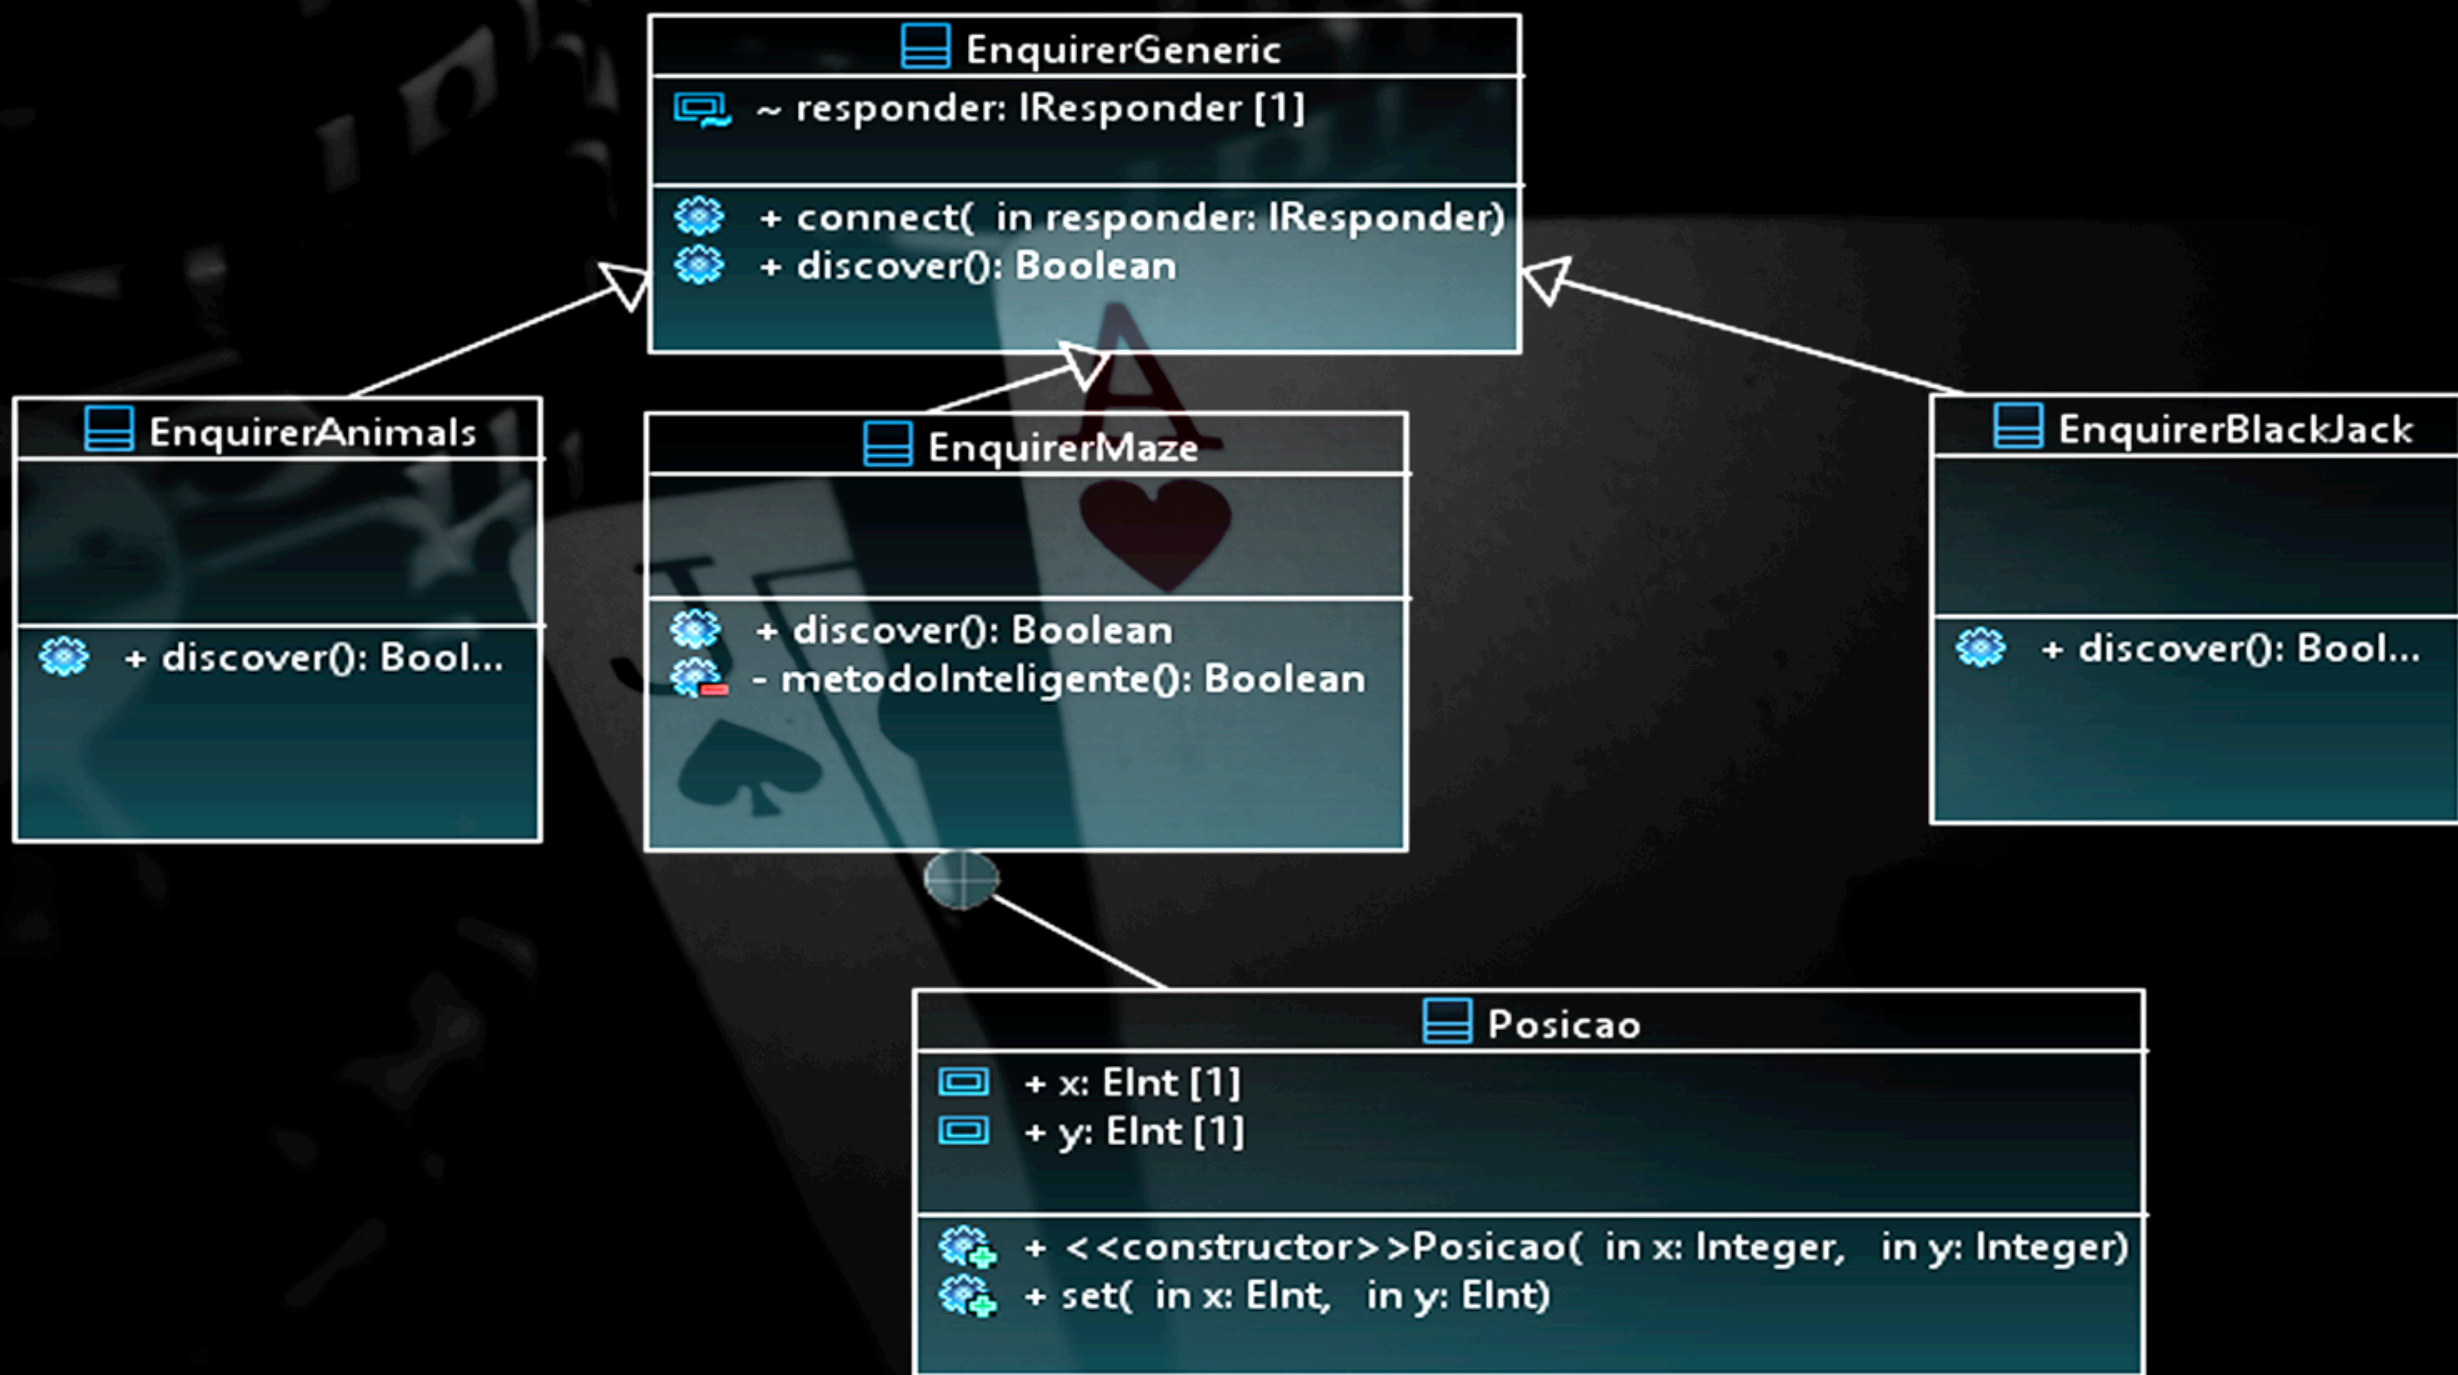 EnquirerGeneric
~ responder: IResponder [1]
+ connect( in responder: IResponder)
+ discover(): Boolean
EnquirerAnimals
+ discover(): Bool...
EnquirerMaze
+ discover(): Boolean
- metodoInteligente(): Boolean
EnquirerBlackJack
+ discover(): Bool...
A
J
Posicao
+ x: EInt [1]
+ y: EInt [1]
+ <<constructor>>Posicao( in x: Integer, in y: Integer)
+ set( in x: EInt, in y: EInt)